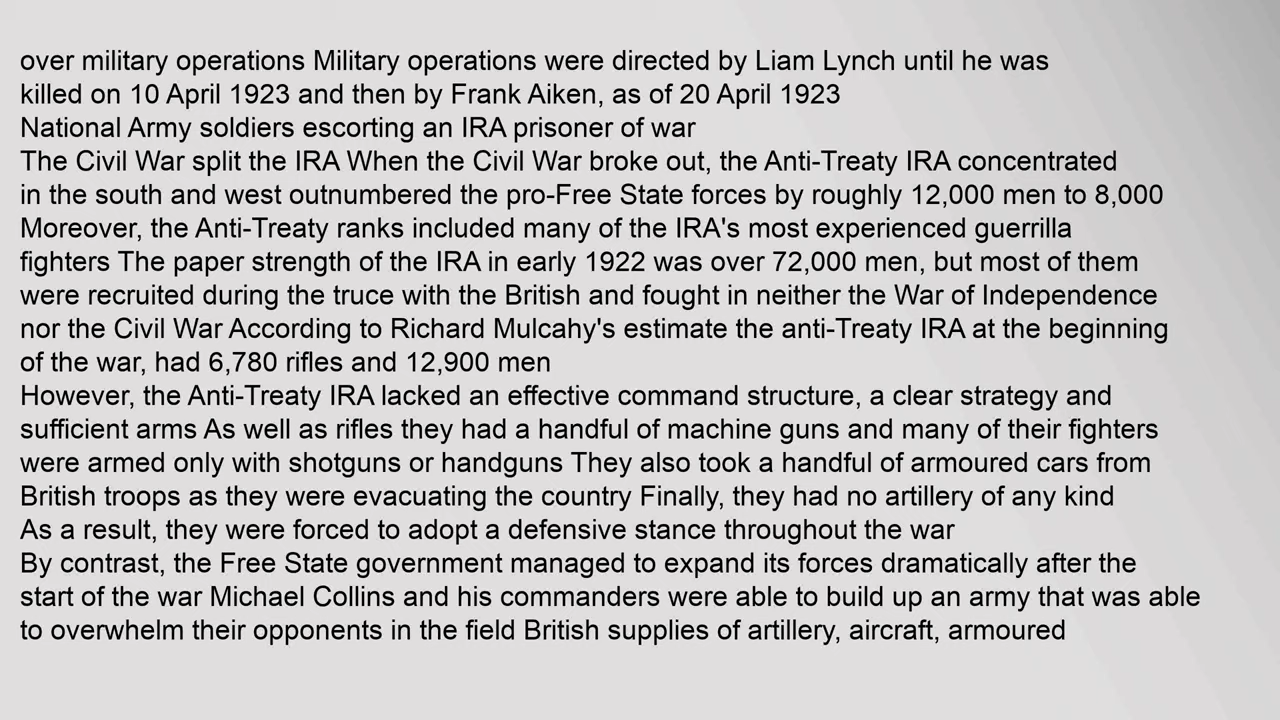 over military operations Military operations were directed by Liam Lynch until he was
killed on 10 April 1923 and then by Frank Aiken, as of 20 April 1923
National Army soldiers escorting an IRA prisoner of war
The Civil War split the IRA When the Civil War broke out, the Anti-Treaty IRA concentrated
in the south and west outnumbered the pro-Free State forces by roughly 12,000 men to 8,000
Moreover, the Anti-Treaty ranks included many of the IRA's most experienced guerrilla
fighters The paper strength of the IRA in early 1922 was over 72,000 men, but most of them
were recruited during the truce with the British and fought in neither the War of Independence
nor the Civil War According to Richard Mulcahy's estimate the anti-Treaty IRA at the beginning
of the war, had 6,780 rifles and 12,900 men
However, the Anti-Treaty IRA lacked an effective command structure, a clear strategy and
sufficient arms As well as rifles they had a handful of machine guns and many of their fighters
were armed only with shotguns or handguns They also took a handful of armoured cars from
British troops as they were evacuating the country Finally, they had no artillery of any kind
As a result, they were forced to adopt a defensive stance throughout the war
By contrast, the Free State government managed to expand its forces dramatically after the
start of the war Michael Collins and his commanders were able to build up an army that was able
to overwhelm their opponents in the field British supplies of artillery, aircraft, armoured